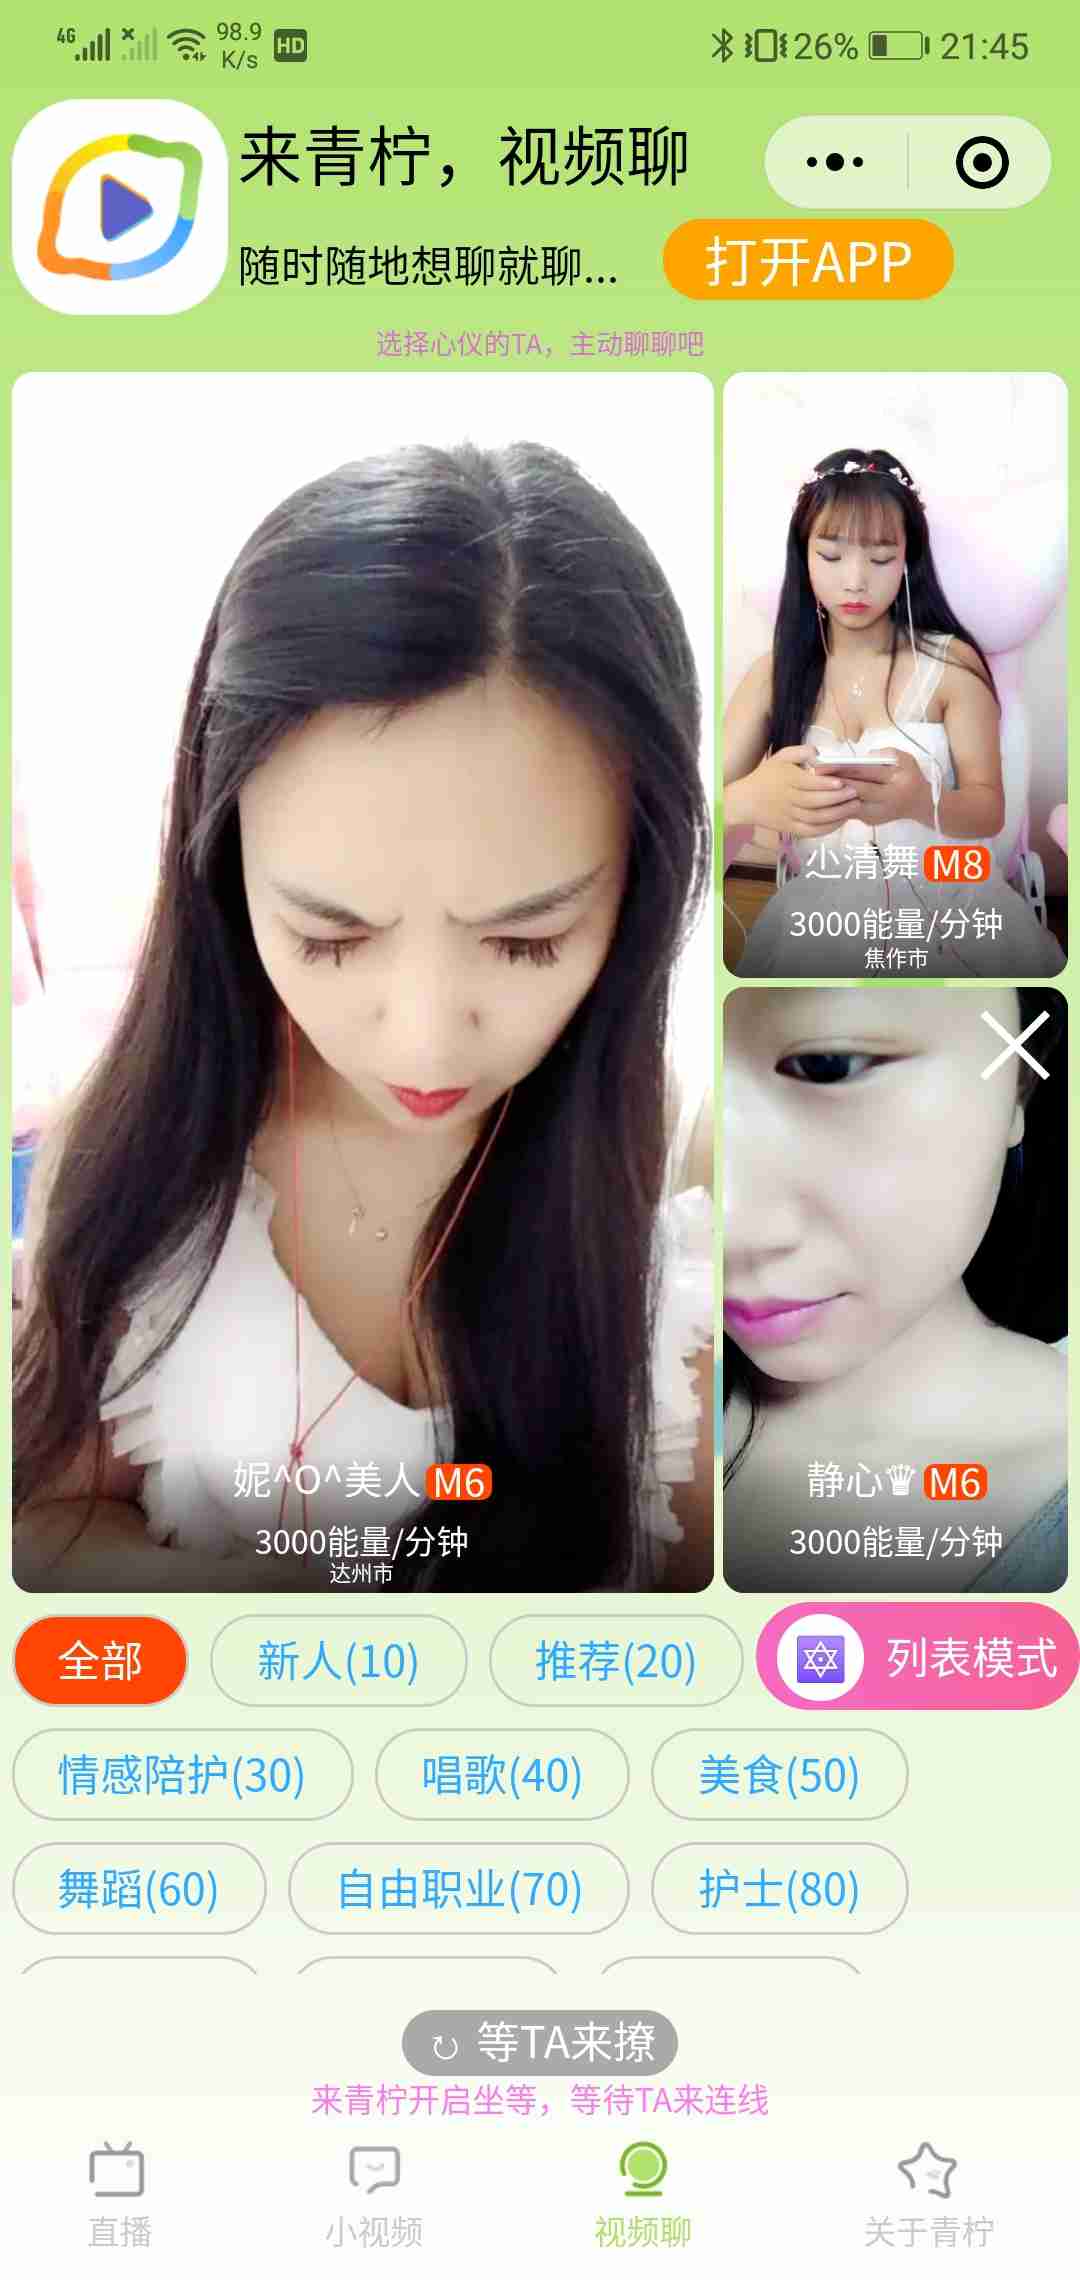 4G
98.9
K/s
HD
26%
21:45
来青柠，视频聊
随时随地想聊就聊...
打开APP
选择心仪的TA，主动聊聊吧
妮^O^美人 M6
3000能量/分钟
达州市
尐清舞 M8
3000能量/分钟
焦作市
静心♛ M6
3000能量/分钟
全部
新人(10)
推荐(20)
列表模式
情感陪护(30)
唱歌(40)
美食(50)
舞蹈(60)
自由职业(70)
护士(80)
等TA来撩
来青柠开启坐等，等待TA来连线
直播
小视频
视频聊
关于青柠